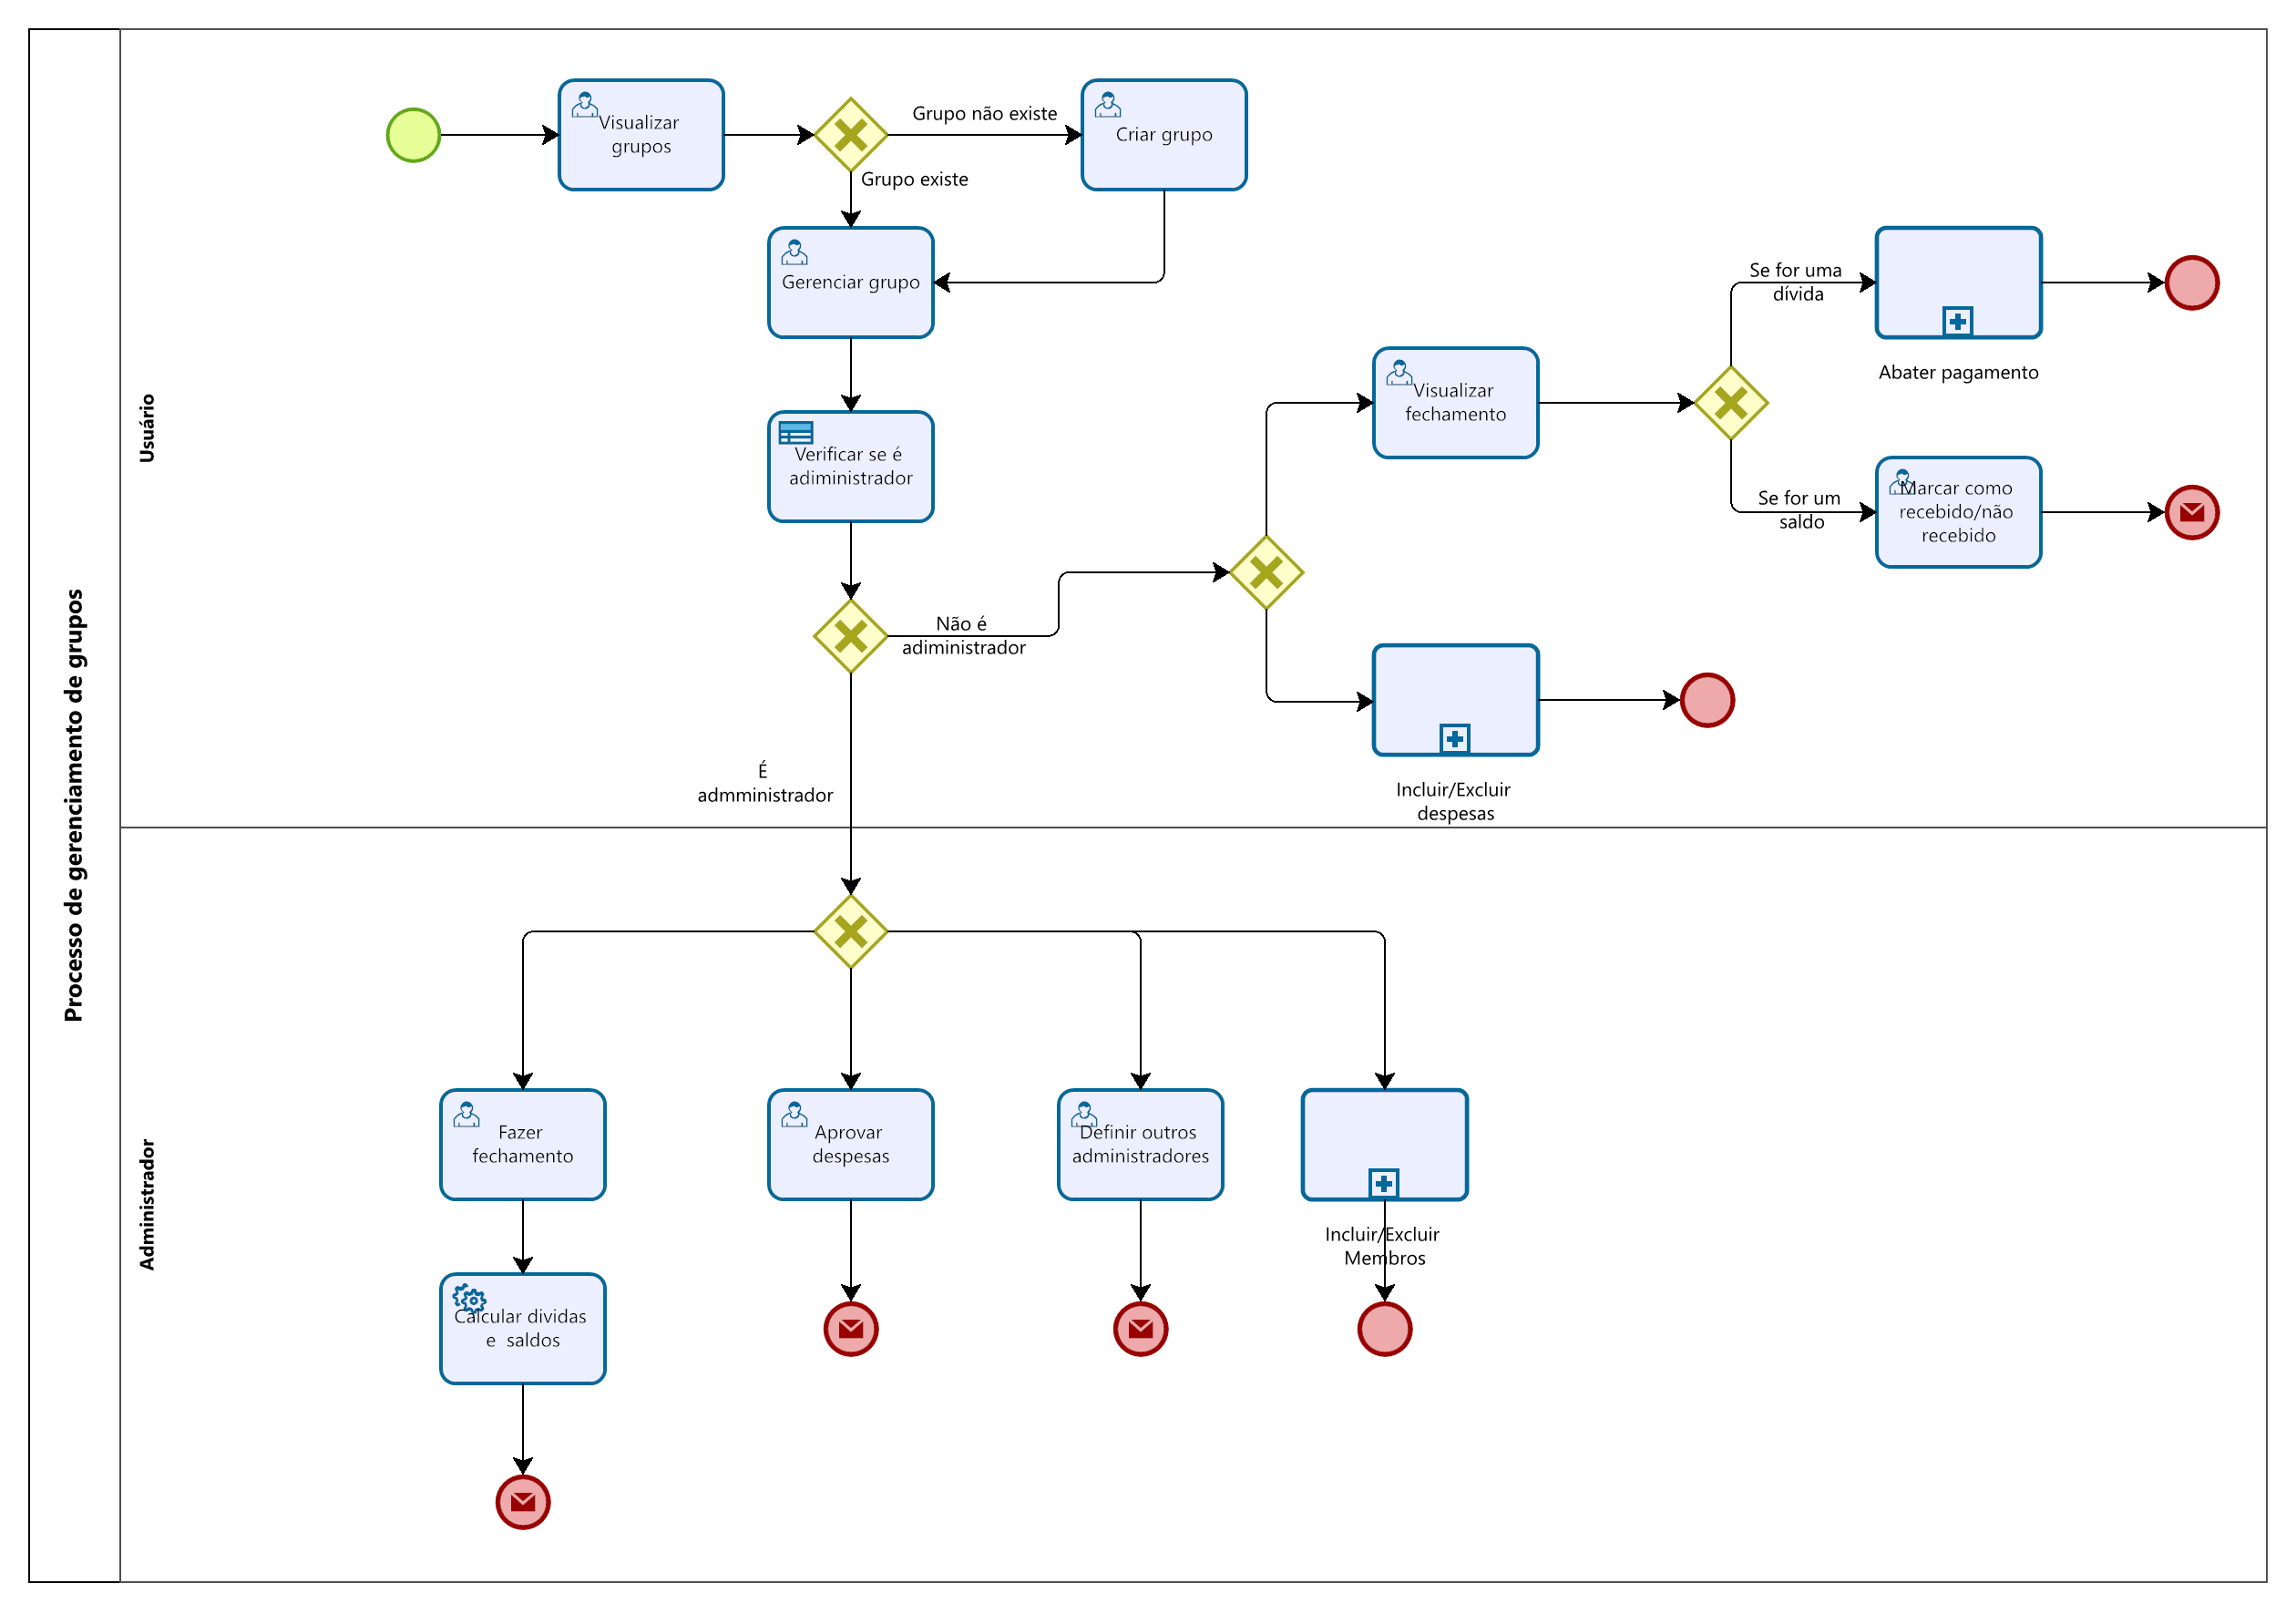 Processo de gerenciamento de grupos
Usuário
Visualizar
grupos
Grupo não existe
Criar grupo
Grupo existe
Gerenciar grupo
Verificar se é
adiministrador
Não é
adiministrador
É
admministrador
Visualizar
fechamento
Se for uma
dívida
Abater pagamento
Se for um
saldo
Marcar como
recebido/não
recebido
Incluir/Excluir
despesas
Administrador
Fazer
fechamento
Aprovar
despesas
Definir outros
administradores
Incluir/Excluir
Membros
Calcular dividas
e saldos